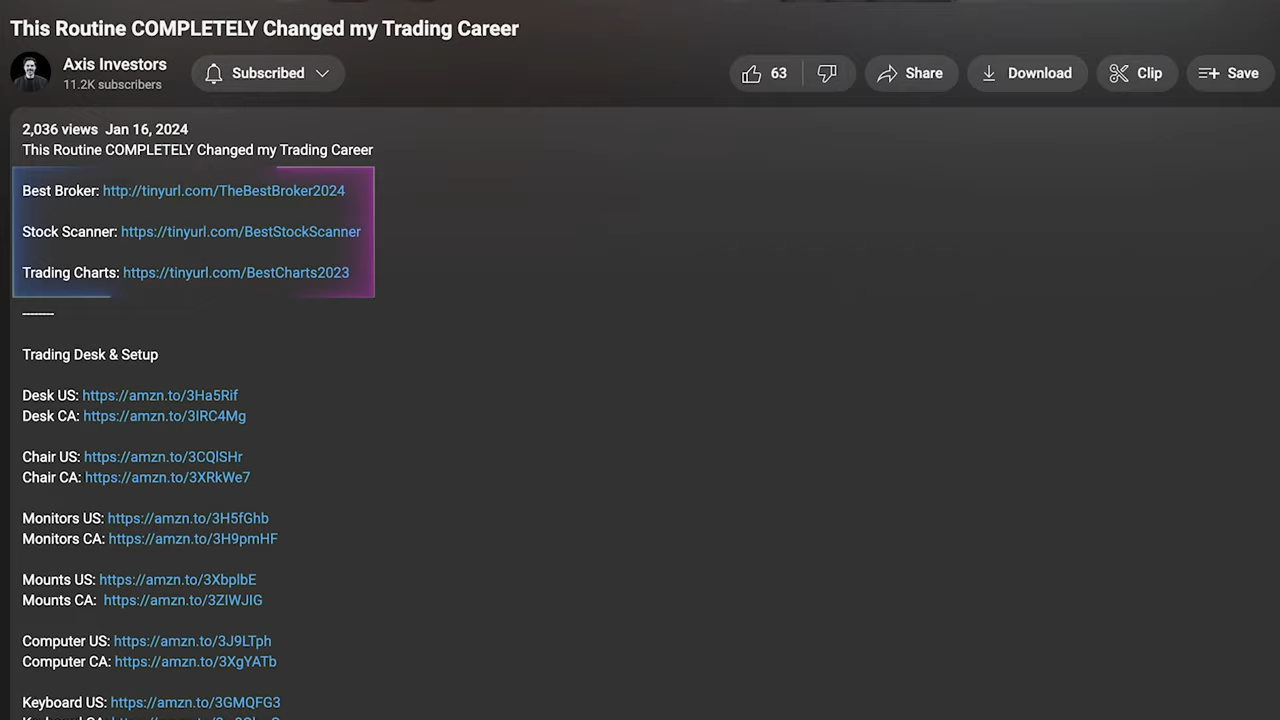 This Routine COMPLETELY Changed my Trading Career
Axis Investors
11.2K subscribers
Subscribed
63
Share
Download
Clip
Save
2,036 views Jan 16, 2024
This Routine COMPLETELY Changed my Trading Career
Best Broker: http://tinyurl.com/TheBestBroker2024
Stock Scanner: https://tinyurl.com/BestStockScanner
Trading Charts: https://tinyurl.com/BestCharts2023
--------
Trading Desk & Setup
Desk US: https://amzn.to/3Ha5Rif
Desk CA: https://amzn.to/3IRC4Mg
Chair US: https://amzn.to/3CQlSHr
Chair CA: https://amzn.to/3XRkWe7
Monitors US: https://amzn.to/3H5fGhb
Monitors CA: https://amzn.to/3H9pmHF
Mounts US: https://amzn.to/3XbplbE
Mounts CA: https://amzn.to/3ZIWJIG
Computer US: https://amzn.to/3J9LTph
Computer CA: https://amzn.to/3XgYATb
Keyboard US: https://amzn.to/3GMQFG3